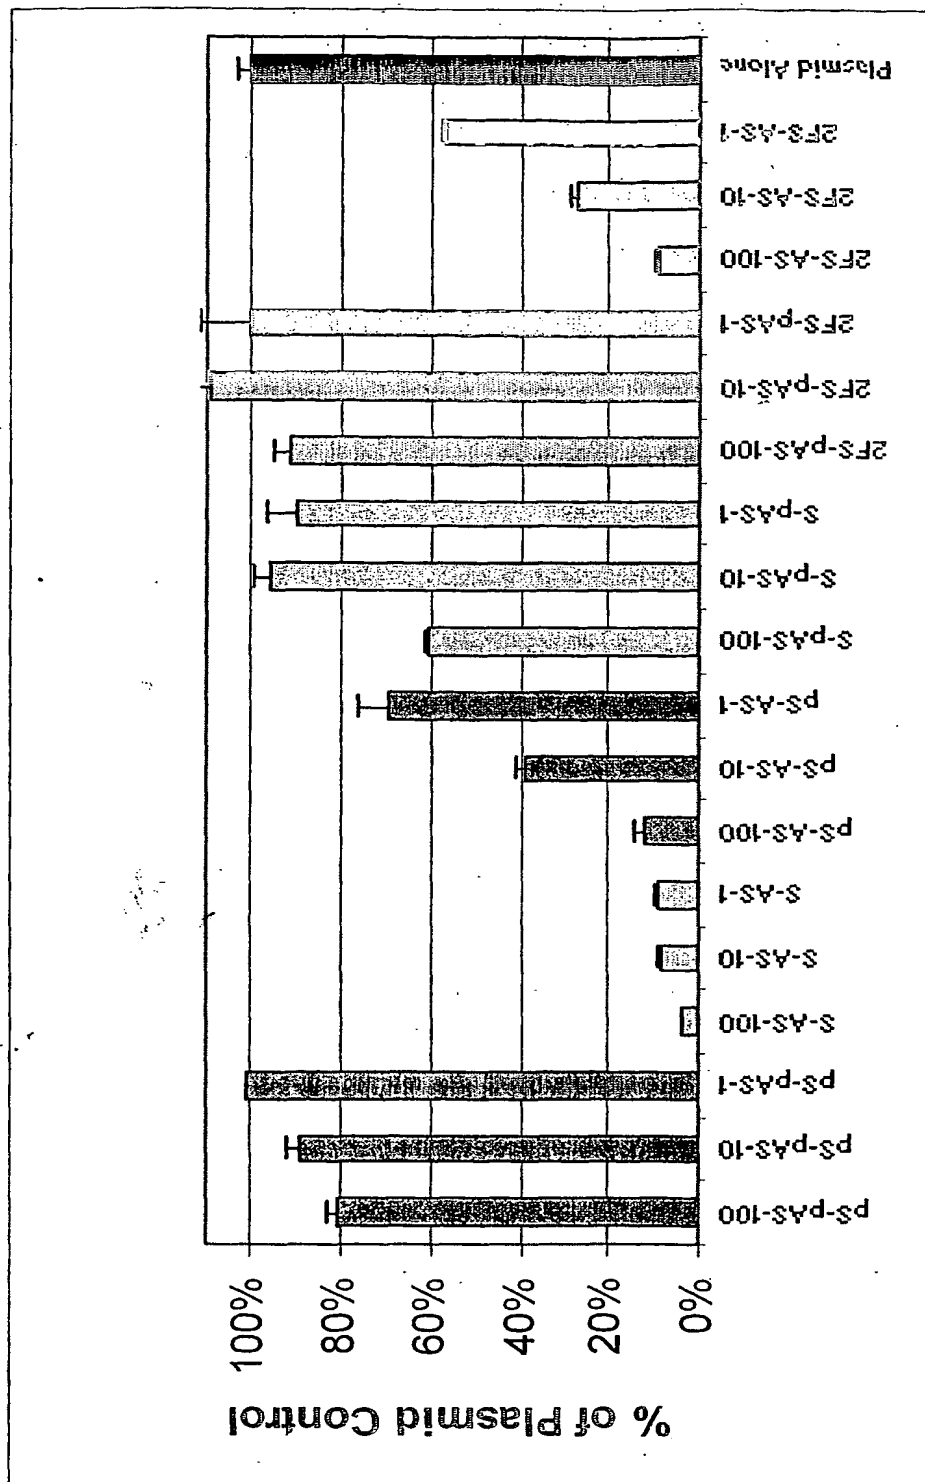 % of Plasmid Control
100%
80%
60%
40%
20%
0%
pS-pAS-100
pS-pAS-10
pS-pAS-1
S-AS-100
S-AS-10
S-AS-1
pS-AS-100
pS-AS-10
pS-AS-1
S-pAS-100
S-pAS-10
S-pAS-1
2FS-pAS-100
2FS-pAS-10
2FS-pAS-1
2FS-AS-100
2FS-AS-10
2FS-AS-1
Plasmid Alone